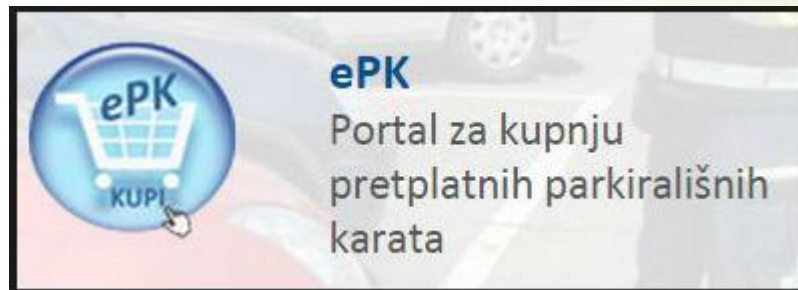 ePK
KUPI
ePK
Portal za kupnju
pretplatnih parkirališnih
karata